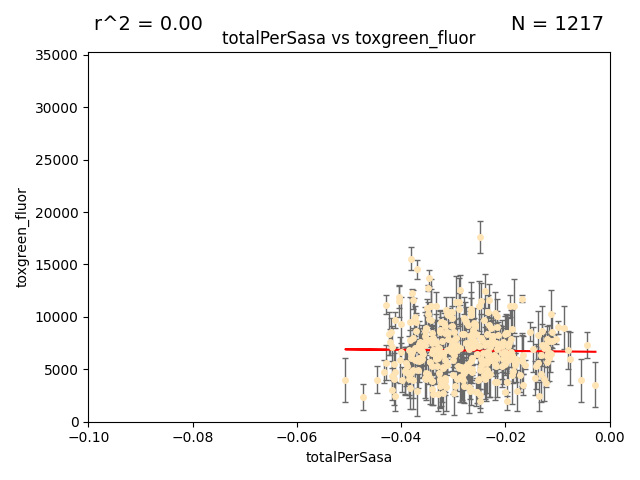 r^2 = 0.00
N = 1217
totalPerSasa vs toxgreen_fluor
toxgreen_fluor
35000
30000
25000
20000
15000
10000
5000
0
−0.10
−0.08
−0.06
−0.04
−0.02
0.00
totalPerSasa